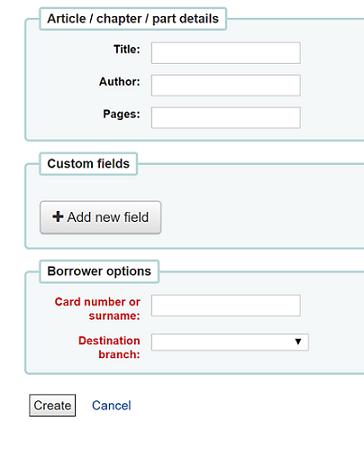 Article / chapter / part details
Title:
Author:
Pages:
Custom fields
+ Add new field
Borrower options
Card number or
surname:
Destination
branch:
Create Cancel